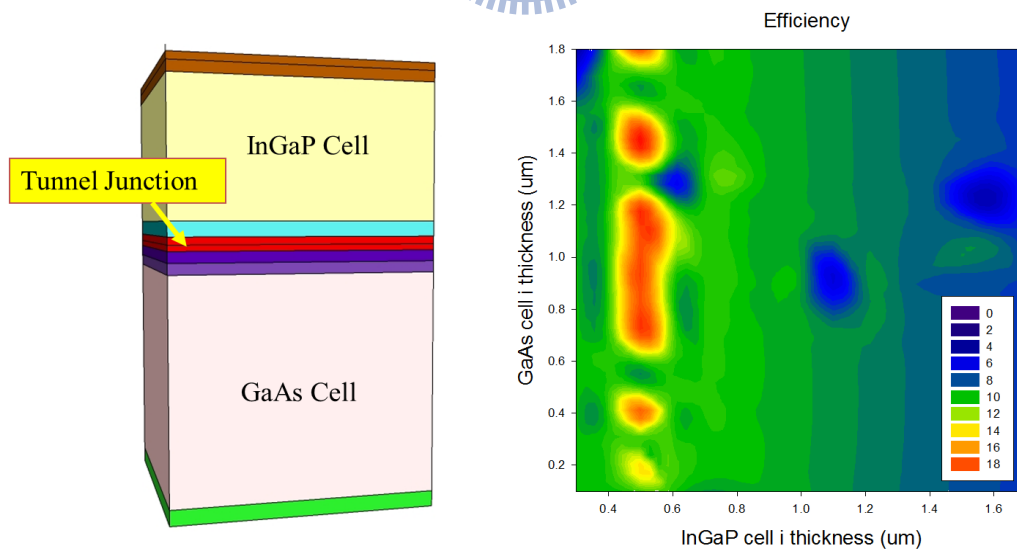 InGaP Cell
Tunnel Junction
GaAs Cell
Efficiency
GaAs cell i thickness (um)
1.8
1.6
1.4
1.2
1.0
0.8
0.6
0.4
0.2
0
2
4
6
8
10
12
14
16
18
0.4 0.6 0.8 1.0 1.2 1.4 1.6
InGaP cell i thickness (um)